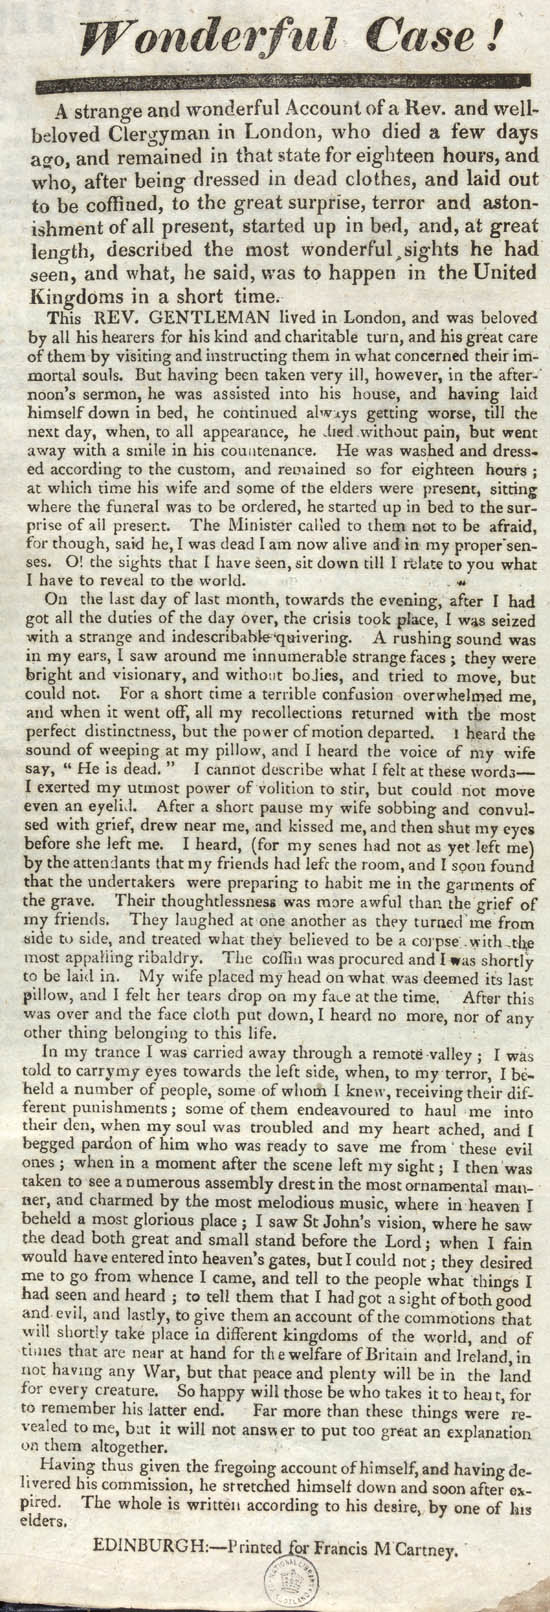 Wonderful Case!
A strange and wonderful Account of a Rev. and well-
beloved Clergyman in London, who died a few days
ago, and remained in that state for eighteen hours, and
who, after being dressed in dead clothes, and laid out
to be coffined, to the great surprise, terror and aston-
ishment of all present, started up in bed, and, at great
length, described the most wonderful sights he had
seen, and what, he said, was to happen in the United
Kingdoms in a short time.
This REV. GENTLEMAN lived in London, and was beloved
by all his hearers for his kind and charitable turn, and his great care
of them by visiting and instructing them in what concerned their im-
mortal souls. But having been taken very ill, however, in the after-
noon's sermon, he was assisted into his house, and having laid
himself down in bed, he continued always getting worse, till the
next day, when, to all appearance, he died without pain, but went
away with a smile in his countenance. He was washed and dress-
ed according to the custom, and remained so for eighteen hours;
at which time his wife and some of the elders were present, sitting
where the funeral was to be ordered, he started up in bed to the sur-
prise of all present. The Minister called to them not to be afraid,
for though, said he, I was dead I am now alive and in my proper sen-
ses. O! the sights that I have seen, sit down till I relate to you what
I have to reveal to the world.
On the last day of last month, towards the evening, after I had
got all the duties of the day over, the crisis took place, I was seized
with a strange and indescribable quivering. A rushing sound was
in my ears, I saw around me innumerable strange faces; they were
bright and visionary, and without bodies, and tried to move, but
could not. For a short time a terrible confusion overwhelmed me,
and when it went off, all my recollections returned with the most
perfect distinctness, but the power of motion departed. I heard the
sound of weeping at my pillow, and I heard the voice of my wife
say, "He is dead." I cannot describe what I felt at these words—
I exerted my utmost power of volition to stir, but could not move
even an eyelid. After a short pause my wife sobbing and convul-
sed with grief, drew near me, and kissed me, and then shut my eyes
before she left me. I heard, (for my senes had not as yet left me)
by the attendants that my friends had left the room, and I soon found
that the undertakers were preparing to habit me in the garments of
the grave. Their thoughtlessness was more awful than the grief of
my friends. They laughed at one another as they turned me from
side to side, and treated what they believed to be a corpse with the
most appalling ribaldry. The coffin was procured and I was shortly
to be laid in. My wife placed my head on what was deemed its last
pillow, and I felt her tears drop on my face at the time. After this
was over and the face cloth put down, I heard no more, nor of any
other thing belonging to this life.
In my trance I was carried away through a remote valley; I was
told to carry my eyes towards the left side, when, to my terror, I be-
held a number of people, some of whom I knew, receiving their dif-
ferent punishments; some of them endeavoured to haul me into
their den, when my soul was troubled and my heart ached, and I
begged pardon of him who was ready to save me from these evil
ones; when in a moment after the scene left my sight; I then was
taken to see a numerous assembly drest in the most ornamental man-
ner, and charmed by the most melodious music, where in heaven I
beheld a most glorious place; I saw St John's vision, where he saw
the dead both great and small stand before the Lord; when I fain
would have entered into heaven's gates, but I could not; they desired
me to go from whence I came, and tell to the people what things I
had seen and heard; to tell them that I had got a sight of both good
and evil, and lastly, to give them an account of the commotions that
will shortly take place in different kingdoms of the world, and of
times that are near at hand for the welfare of Britain and Ireland, in
not having any War, but that peace and plenty will be in the land
for every creature. So happy will those be who takes it to heart, for
to remember his latter end. Far more than these things were re-
vealed to me, but it will not answer to put too great an explanation
on them altogether.
Having thus given the fregoing account of himself, and having de-
livered his commission, he stretched himself down and soon after ex-
pired. The whole is written according to his desire, by one of his
elders.
EDINBURGH:—Printed for Francis M'Cartney.
NATIONAL LIBRARY
OF SCOTLAND